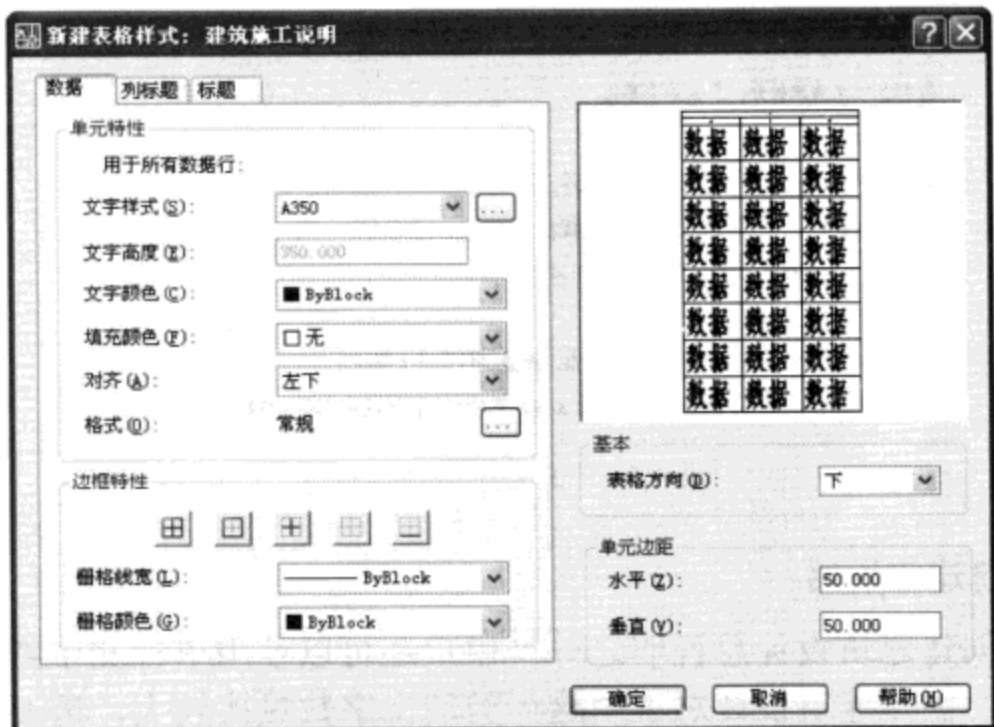 新建表格样式：建筑施工说明
数据 列标题 标题
单元特性
用于所有数据行:
文字样式(S): A350 ...
文字高度(E): 350.000
文字颜色(C): ByBlock
填充颜色(F): 无
对齐(A): 左下
格式(O): 常规 ...
边框特性
栅格线宽(L): ByBlock
栅格颜色(G): ByBlock
数据 数据 数据
数据 数据 数据
数据 数据 数据
数据 数据 数据
数据 数据 数据
数据 数据 数据
数据 数据 数据
数据 数据 数据
基本
表格方向(D): 下
单元边距
水平(Z): 50.000
垂直(V): 50.000
确定 取消 帮助(H)